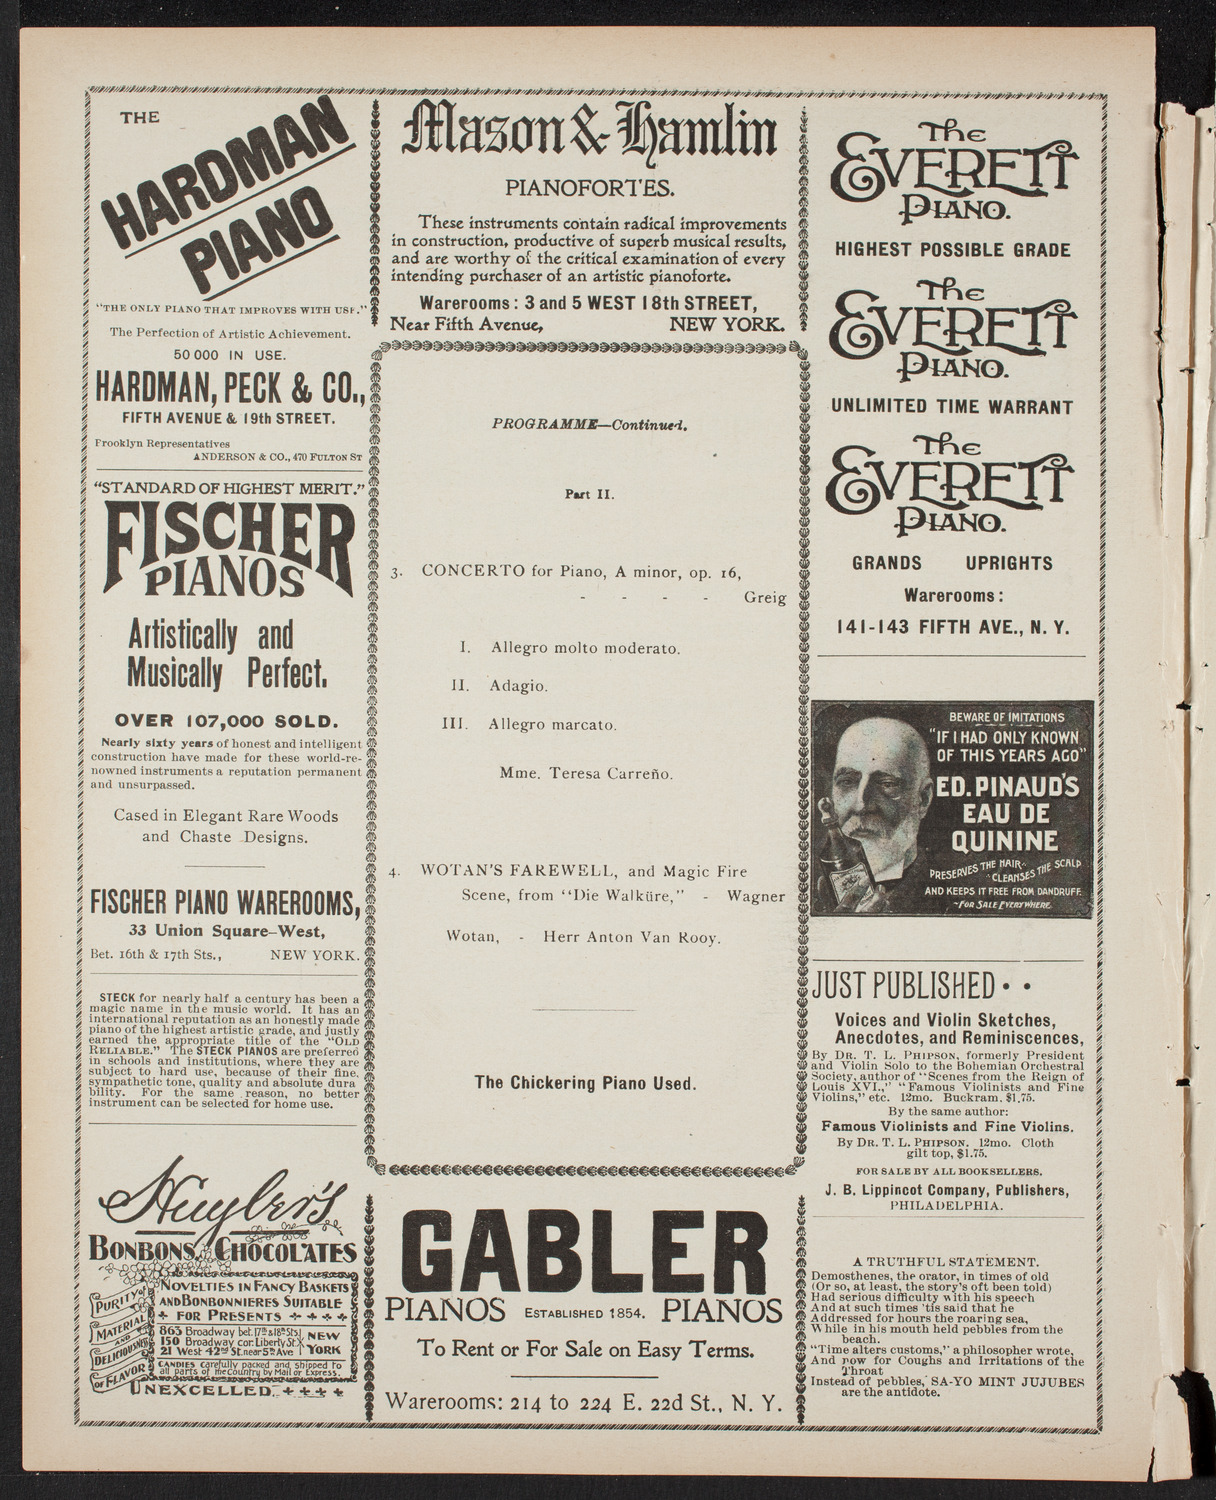 THE
HARDMAN
PIANO
"THE ONLY PIANO THAT IMPROVES WITH USE."
The Perfection of Artistic Achievement.
50 000 IN USE.
HARDMAN, PECK & CO.,
FIFTH AVENUE & 19th STREET.
Frooklyn Representatives
ANDERSON & CO., 470 FULTON ST
"STANDARD OF HIGHEST MERIT."
FISCHER
PIANOS
Artistically and
Musically Perfect.
OVER 107,000 SOLD.
Nearly sixty years of honest and intelligent
construction have made for these world-re-
nowned instruments a reputation permanent
and unsurpassed.
Cased in Elegant Rare Woods
and Chaste Designs.
FISCHER PIANO WAREROOMS,
33 Union Square–West,
Bet. 16th & 17th Sts., NEW YORK.
STECK for nearly half a century has been a
magic name in the music world. It has an
international reputation as an honestly made
piano of the highest artistic grade, and justly
earned the appropriate title of the "OLD
RELIABLE." The STECK PIANOS are preferred
in schools and institutions, where they are
subject to hard use, because of their fine,
sympathetic tone, quality and absolute dura
bility. For the same reason, no better
instrument can be selected for home use.
Huyler's
BONBONS, CHOCOLATES
PURITY of
MATERIAL
AND
DELICIOUSNESS
OF FLAVOR
NOVELTIES IN FANCY BASKETS
AND BONBONNIERES SUITABLE
FOR PRESENTS
863 Broadway bet. 17th & 18th Sts
150 Broadway cor. Liberty St.
21 West 42nd St. near 5th Ave
NEW
YORK
CANDIES carefully packed and shipped to
all parts of the Country by Mail or Express.
UNEXCELLED.
Mason & Hamlin
PIANOFORTES.
These instruments contain radical improvements
in construction, productive of superb musical results,
and are worthy of the critical examination of every
intending purchaser of an artistic pianoforte.
Warerooms: 3 and 5 WEST 18th STREET,
Near Fifth Avenue, NEW YORK.
PROGRAMME—Continued.
Part II.
3. CONCERTO for Piano, A minor, op. 16,
- - - - Greig
I. Allegro molto moderato.
II. Adagio.
III. Allegro marcato.
Mme. Teresa Carreño.
4. WOTAN'S FAREWELL, and Magic Fire
Scene, from "Die Walküre," - Wagner
Wotan, - Herr Anton Van Rooy.
The Chickering Piano Used.
GABLER
PIANOS ESTABLISHED 1854. PIANOS
To Rent or For Sale on Easy Terms.
Warerooms: 214 to 224 E. 22d St., N. Y.
The
EVERETT
PIANO.
HIGHEST POSSIBLE GRADE
The
EVERETT
PIANO.
UNLIMITED TIME WARRANT
The
EVERETT
PIANO.
GRANDS UPRIGHTS
Warerooms:
141-143 FIFTH AVE., N. Y.
BEWARE OF IMITATIONS
"IF I HAD ONLY KNOWN
OF THIS YEARS AGO"
ED. PINAUD'S
EAU DE
QUININE
PRESERVES THE HAIR
CLEANSES THE SCALP
AND KEEPS IT FREE FROM DANDRUFF.
FOR SALE EVERYWHERE.
JUST PUBLISHED • •
Voices and Violin Sketches,
Anecdotes, and Reminiscences,
By DR. T. L. PHIPSON, formerly President
and Violin Solo to the Bohemian Orchestral
Society, author of "Scenes from the Reign of
Louis XVI.," "Famous Violinists and Fine
Violins," etc. 12mo. Buckram, $1.75.
By the same author:
Famous Violinists and Fine Violins.
By DR. T. L. PHIPSON. 12mo. Cloth
gilt top, $1.75.
FOR SALE BY ALL BOOKSELLERS.
J. B. Lippincot Company, Publishers,
PHILADELPHIA.
A TRUTHFUL STATEMENT.
Demosthenes, the orator, in times of old
(Or so, at least, the story's oft been told)
Had serious difficulty with his speech
And at such times 'tis said that he
Addressed for hours the roaring sea,
While in his mouth held pebbles from the
beach.
"Time alters customs," a philosopher wrote,
And now for Coughs and Irritations of the
Throat
Instead of pebbles, SA-YO MINT JUJUBES
are the antidote.